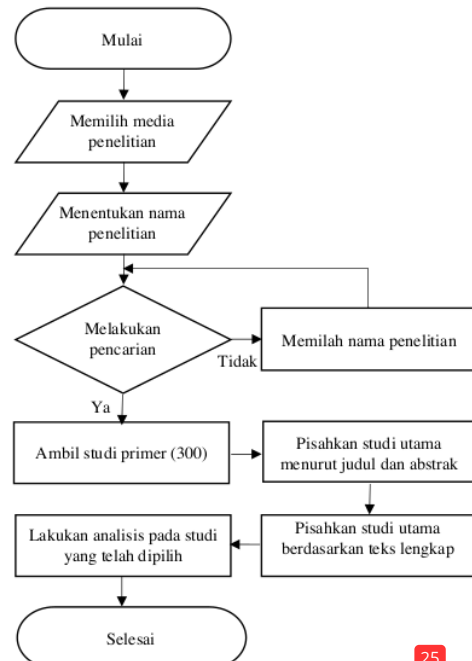 Mulai
Memilih media
penelitian
Menentukan nama
penelitian
Melakukan
pencarian
Tidak
Memilah nama penelitian
Ya
Ambil studi primer (300)
Pisahkan studi utama
menurut judul dan abstrak
Pisahkan studi utama
berdasarkan teks lengkap
Lakukan analisis pada studi
yang telah dipilih
Selesai
25